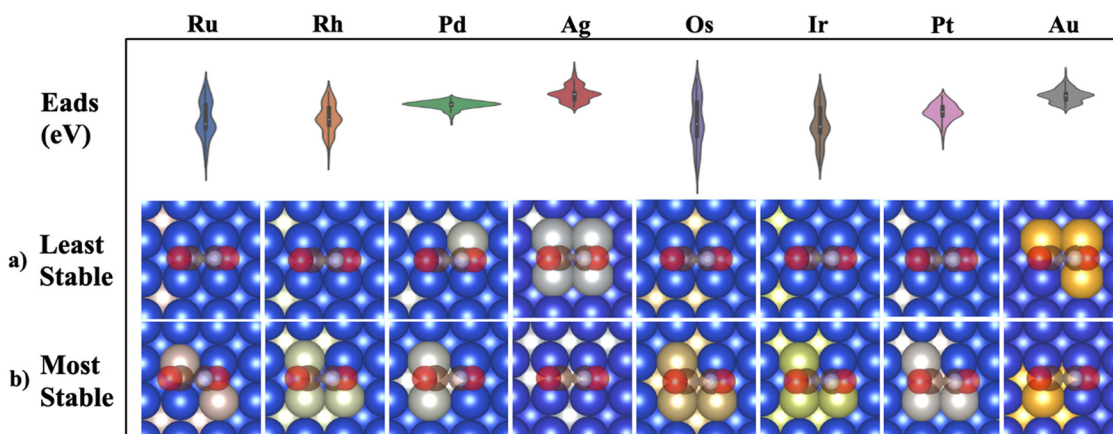 Ru Rh Pd Ag Os Ir Pt Au
Eads
(eV)
a) Least
Stable
b) Most
Stable